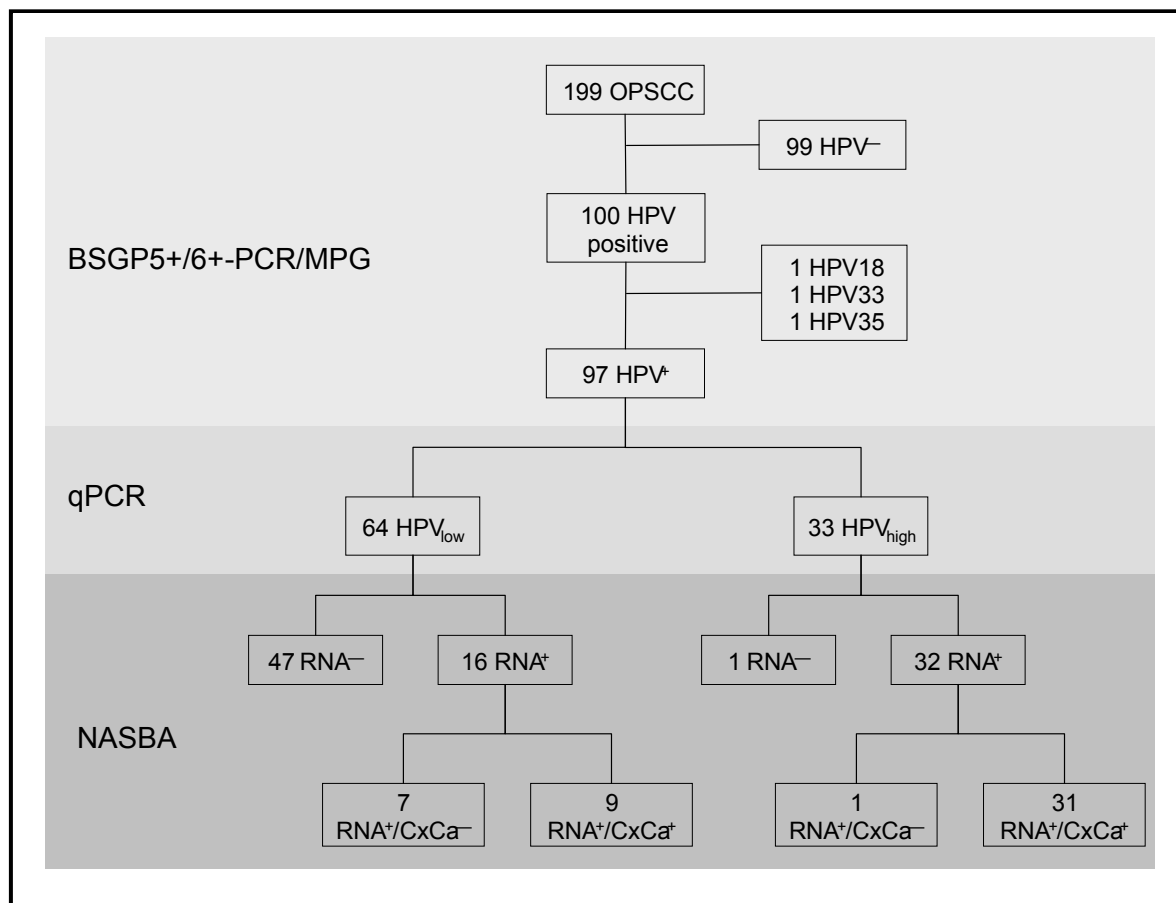 199 OPSCC
99 HPV—
100 HPV
positive
BSGP5+/6+-PCR/MPG
1 HPV18
1 HPV33
1 HPV35
97 HPV+
qPCR
64 HPVlow
33 HPVhigh
47 RNA—
16 RNA+
1 RNA—
32 RNA+
NASBA
7
RNA+/CxCa—
9
RNA+/CxCa+
1
RNA+/CxCa—
31
RNA+/CxCa+